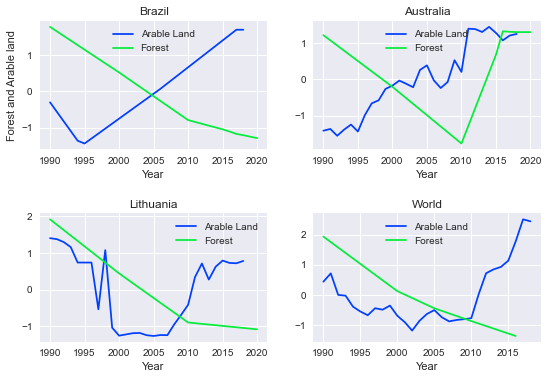 Brazil
Arable Land
Forest
Forest and Arable land
1
0
−1
1990 1995 2000 2005 2010 2015 2020
Year
Australia
Arable Land
Forest
1
0
−1
1990 1995 2000 2005 2010 2015 2020
Year
Lithuania
Arable Land
Forest
2
1
0
−1
1990 1995 2000 2005 2010 2015 2020
Year
World
Arable Land
Forest
2
1
0
−1
1990 1995 2000 2005 2010 2015
Year